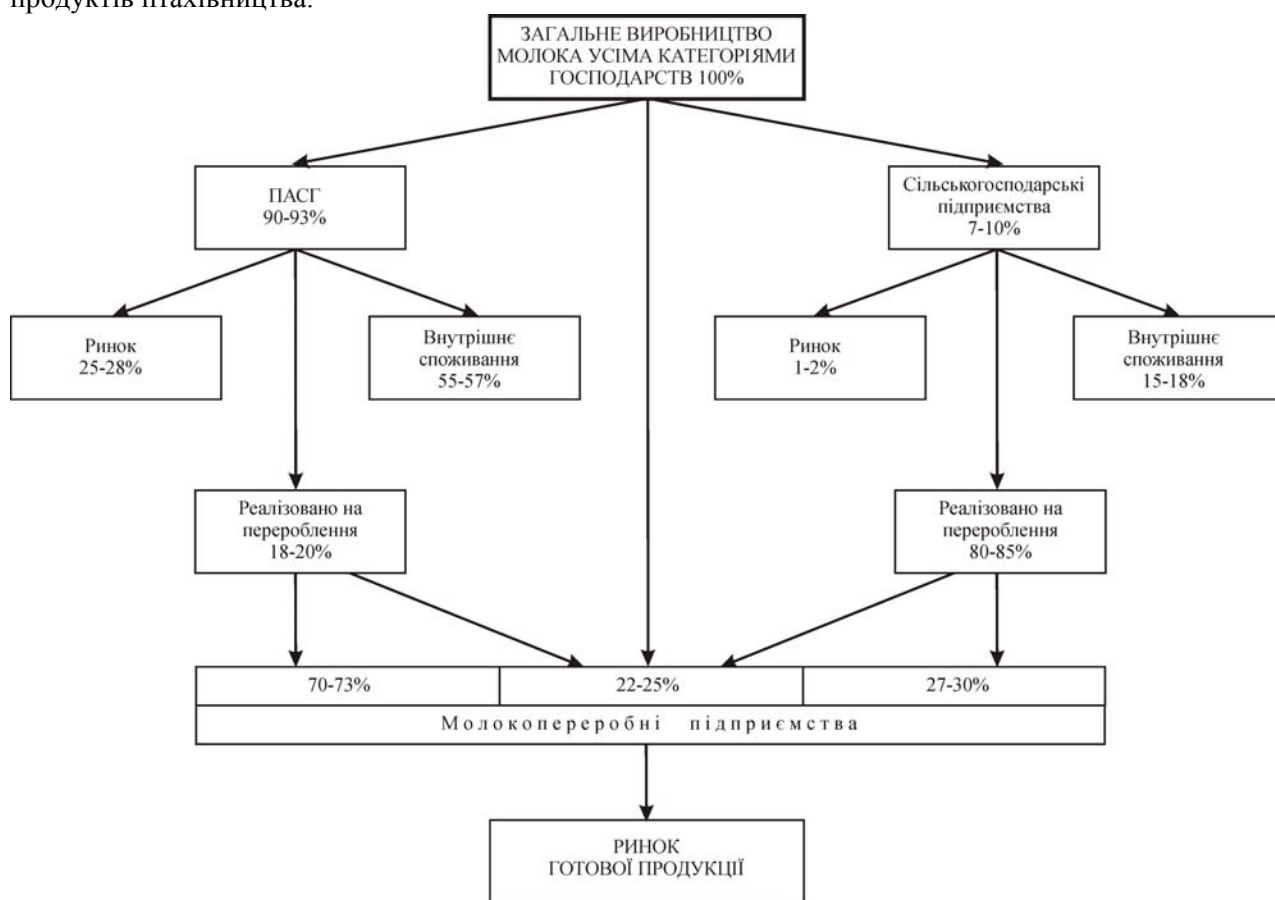 продуктів птахівництва.
ЗАГАЛЬНЕ ВИРОБНИЦТВО
МОЛОКА УСІМА КАТЕГОРІЯМИ
ГОСПОДАРСТВ 100%
ПАСГ
90-93%
Сільськогосподарські
підприємства
7-10%
Ринок
25-28%
Внутрішнє
споживання
55-57%
Ринок
1-2%
Внутрішнє
споживання
15-18%
Реалізовано на
перероблення
18-20%
Реалізовано на
перероблення
80-85%
70-73%
22-25%
27-30%
Молокопереробні підприємства
РИНОК
ГОТОВОЇ ПРОДУКЦІЇ